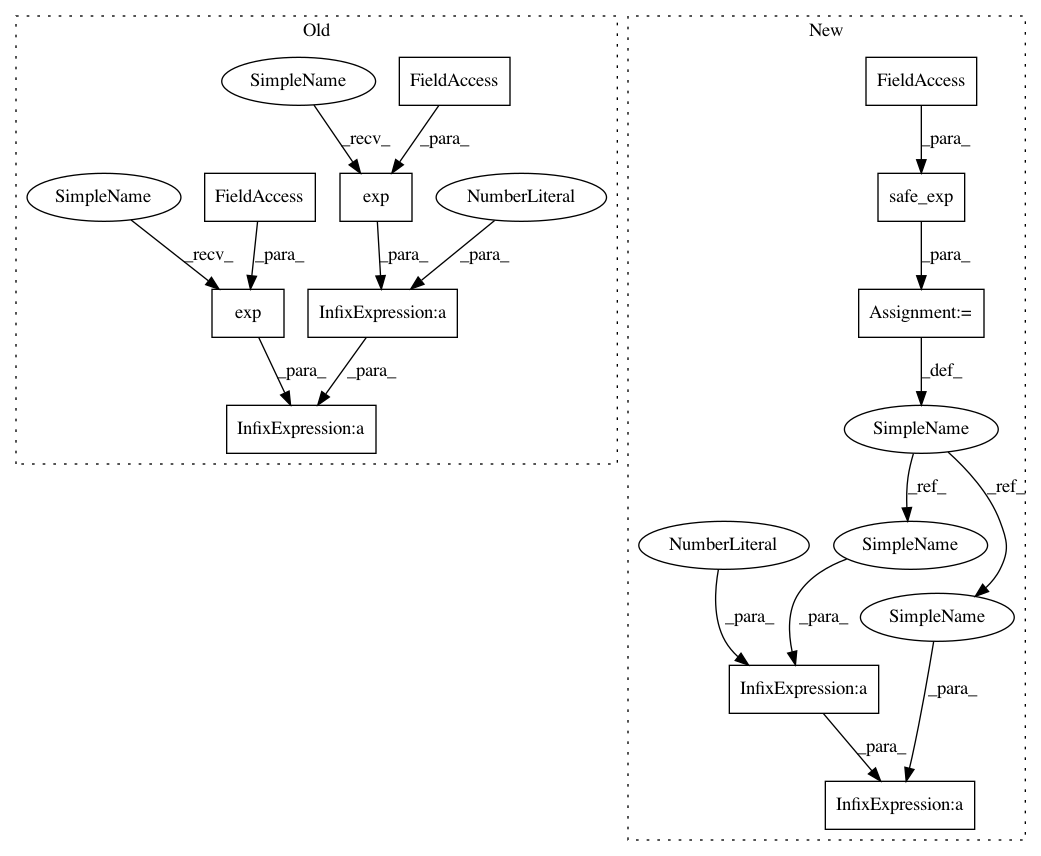 Old
New
SimpleName
FieldAccess
FieldAccess
_recv_
_para_
_para_
SimpleName
FieldAccess
exp
NumberLiteral
safe_exp
_recv_
_para_
_para_
_para_
_para_
exp
InfixExpression:a
Assignment:=
_para_
_para_
_def_
InfixExpression:a
SimpleName
_ref_
_ref_
NumberLiteral
SimpleName
SimpleName
_para_
_para_
InfixExpression:a
_para_
_para_
InfixExpression:a